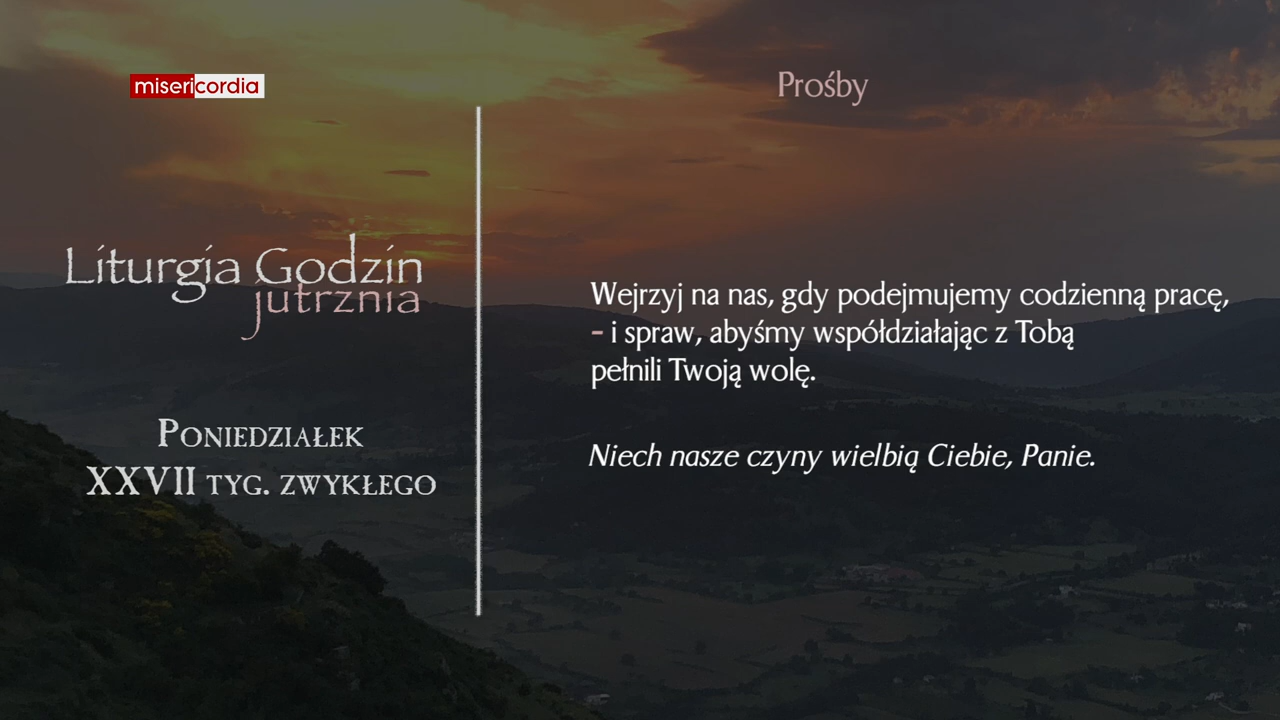 misericordia
Liturgia Godzin
jutrznia
Poniedziałek
XXVII tyg. zwykłego
Prośby
Wejrzyj na nas, gdy podejmujemy codzienną pracę,
- i spraw, abyśmy współdziałając z Tobą
pełnili Twoją wolę.
Niech nasze czyny wielbią Ciebie, Panie.